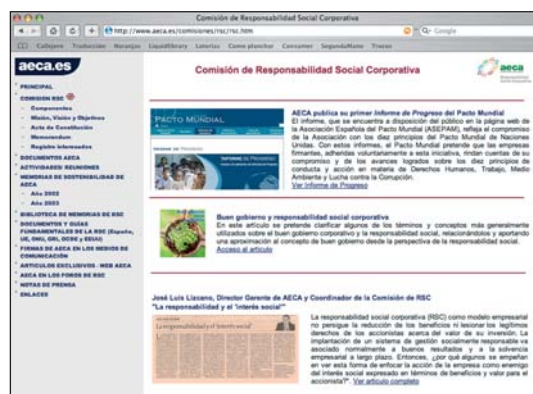 Comisión de Responsabilidad Social Corporativa
http://www.aeca.es/comisiones/rsc/rsc.htm
Google
Callejero Traducción Naranjas Liquidlibrary Loterías Como planchar Consumer SegundaMano Trucos
aeca.es
PRINCIPAL
COMISIÓN RSC
- Componentes
- Misión, Visión y Objetivos
- Acta de Constitución
- Memorandum
- Registro interesados
DOCUMENTOS AECA
ACTIVIDADES: REUNIONES
MEMORIAS DE SOSTENIBILIDAD DE
AECA
- Año 2002
- Año 2003
BIBLIOTECA DE MEMORIAS DE RSC
DOCUMENTOS Y GUÍAS
FUNDAMENTALES DE LA RSC (España,
UE, ONU, GRI, OCDE y EEUU)
FIRMAS DE AECA EN LOS MEDIOS DE
COMUNICACIÓN
ARTICULOS EXCLUSIVOS - WEB AECA
AECA EN LOS FOROS DE RSC
NOTAS DE PRENSA
ENLACES
Comisión de Responsabilidad Social Corporativa
aeca
PACTO MUNDIAL
INFORME DE PROGRESO
AECA publica su primer Informe de Progreso del Pacto Mundial
El informe, que se encuentra a disposición del público en la página web de
la Asociación Española del Pacto Mundial (ASEPAM), refleja el compromiso
de la Asociación con los diez principios del Pacto Mundial de Naciones
Unidas. Con estos informes, el Pacto Mundial pretende que las empresas
firmantes, adheridas voluntariamente a esta iniciativa, rindan cuentas de su
compromiso y de los avances logrados sobre los diez principios de
conducta y acción en materia de Derechos Humanos, Trabajo, Medio
Ambiente y Lucha contra la Corrupción.
Ver Informe de Progreso
Buen gobierno y responsabilidad social corporativa
En este artículo se pretende clarificar algunos de los términos y conceptos más generalmente
utilizados sobre el buen gobierno corporativo y la responsabilidad social, relacionándolos y aportando
una aproximación al concepto de buen gobierno desde la perspectiva de la responsabilidad social.
Acceso al artículo
José Luis Lizcano, Director Gerente de AECA y Coordinador de la Comisión de RSC
"La responsabilidad y el 'interés social'"
La responsabilidad y el 'interés social'
La responsabilidad social corporativa (RSC) como modelo empresarial
no persigue la reducción de los beneficios ni lesionar los legítimos
derechos de los accionistas acerca del valor de su inversión. La
implantación de un sistema de gestión socialmente responsable va
asociado normalmente a buenos resultados y a la solvencia
empresarial a largo plazo. Entonces, ¿por qué algunos se empeñan
en ver esta forma de enfocar la acción de la empresa como enemigo
del interés social expresado en términos de beneficios y valor para el
accionista?". Ver artículo completo